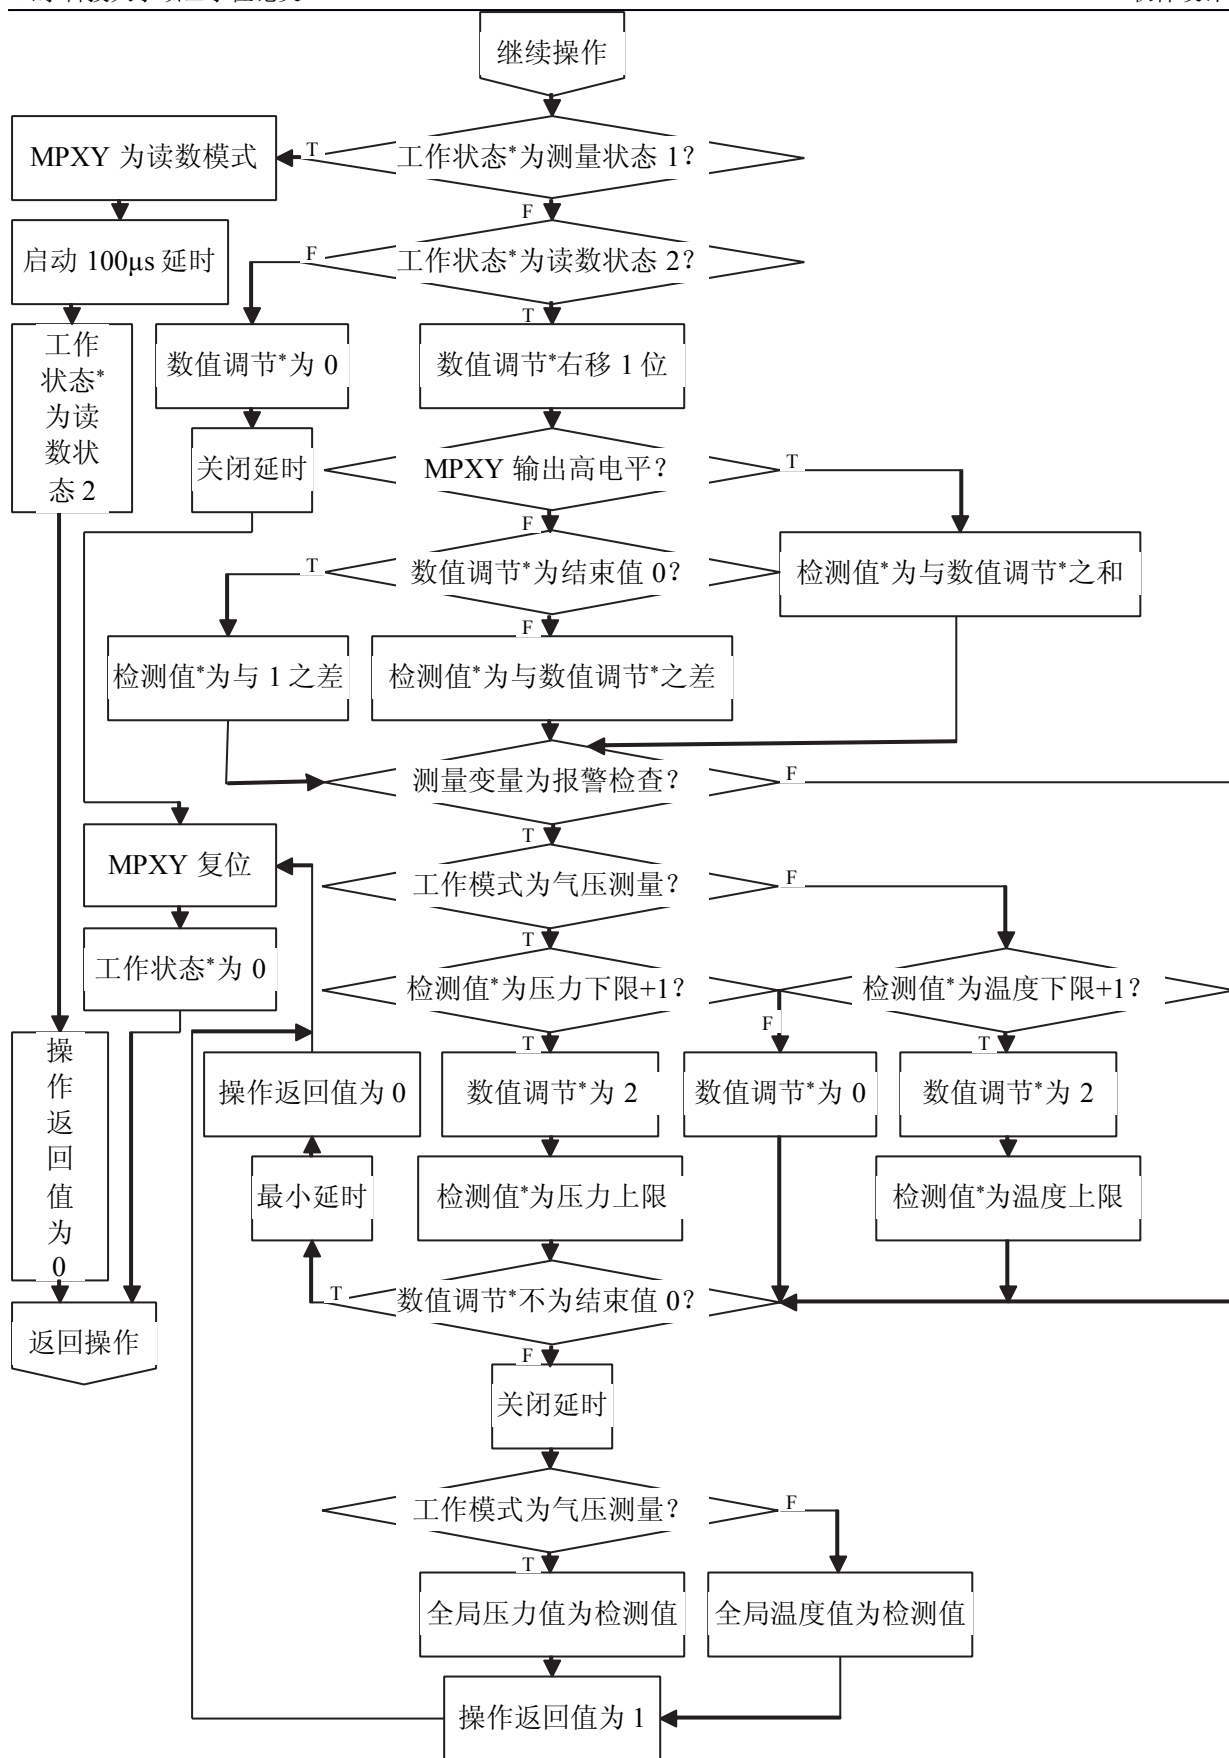 继续操作
MPXY 为读数模式
T
工作状态*为测量状态 1?
F
启动 100μs 延时
F
工作状态*为读数状态 2?
T
工作
状态*
为读
数状
态 2
数值调节*为 0
数值调节*右移 1 位
关闭延时
MPXY 输出高电平?
T
F
T
数值调节*为结束值 0?
检测值*为与数值调节*之和
F
检测值*为与 1 之差
检测值*为与数值调节*之差
测量变量为报警检查?
F
T
MPXY 复位
工作模式为气压测量?
F
T
工作状态*为 0
检测值*为压力下限+1?
检测值*为温度下限+1?
F
T
T
操
作
返
回
值
为
0
操作返回值为 0
数值调节*为 2
数值调节*为 0
数值调节*为 2
最小延时
检测值*为压力上限
检测值*为温度上限
T
数值调节*不为结束值 0?
返回操作
F
关闭延时
工作模式为气压测量?
F
T
全局压力值为检测值
全局温度值为检测值
操作返回值为 1